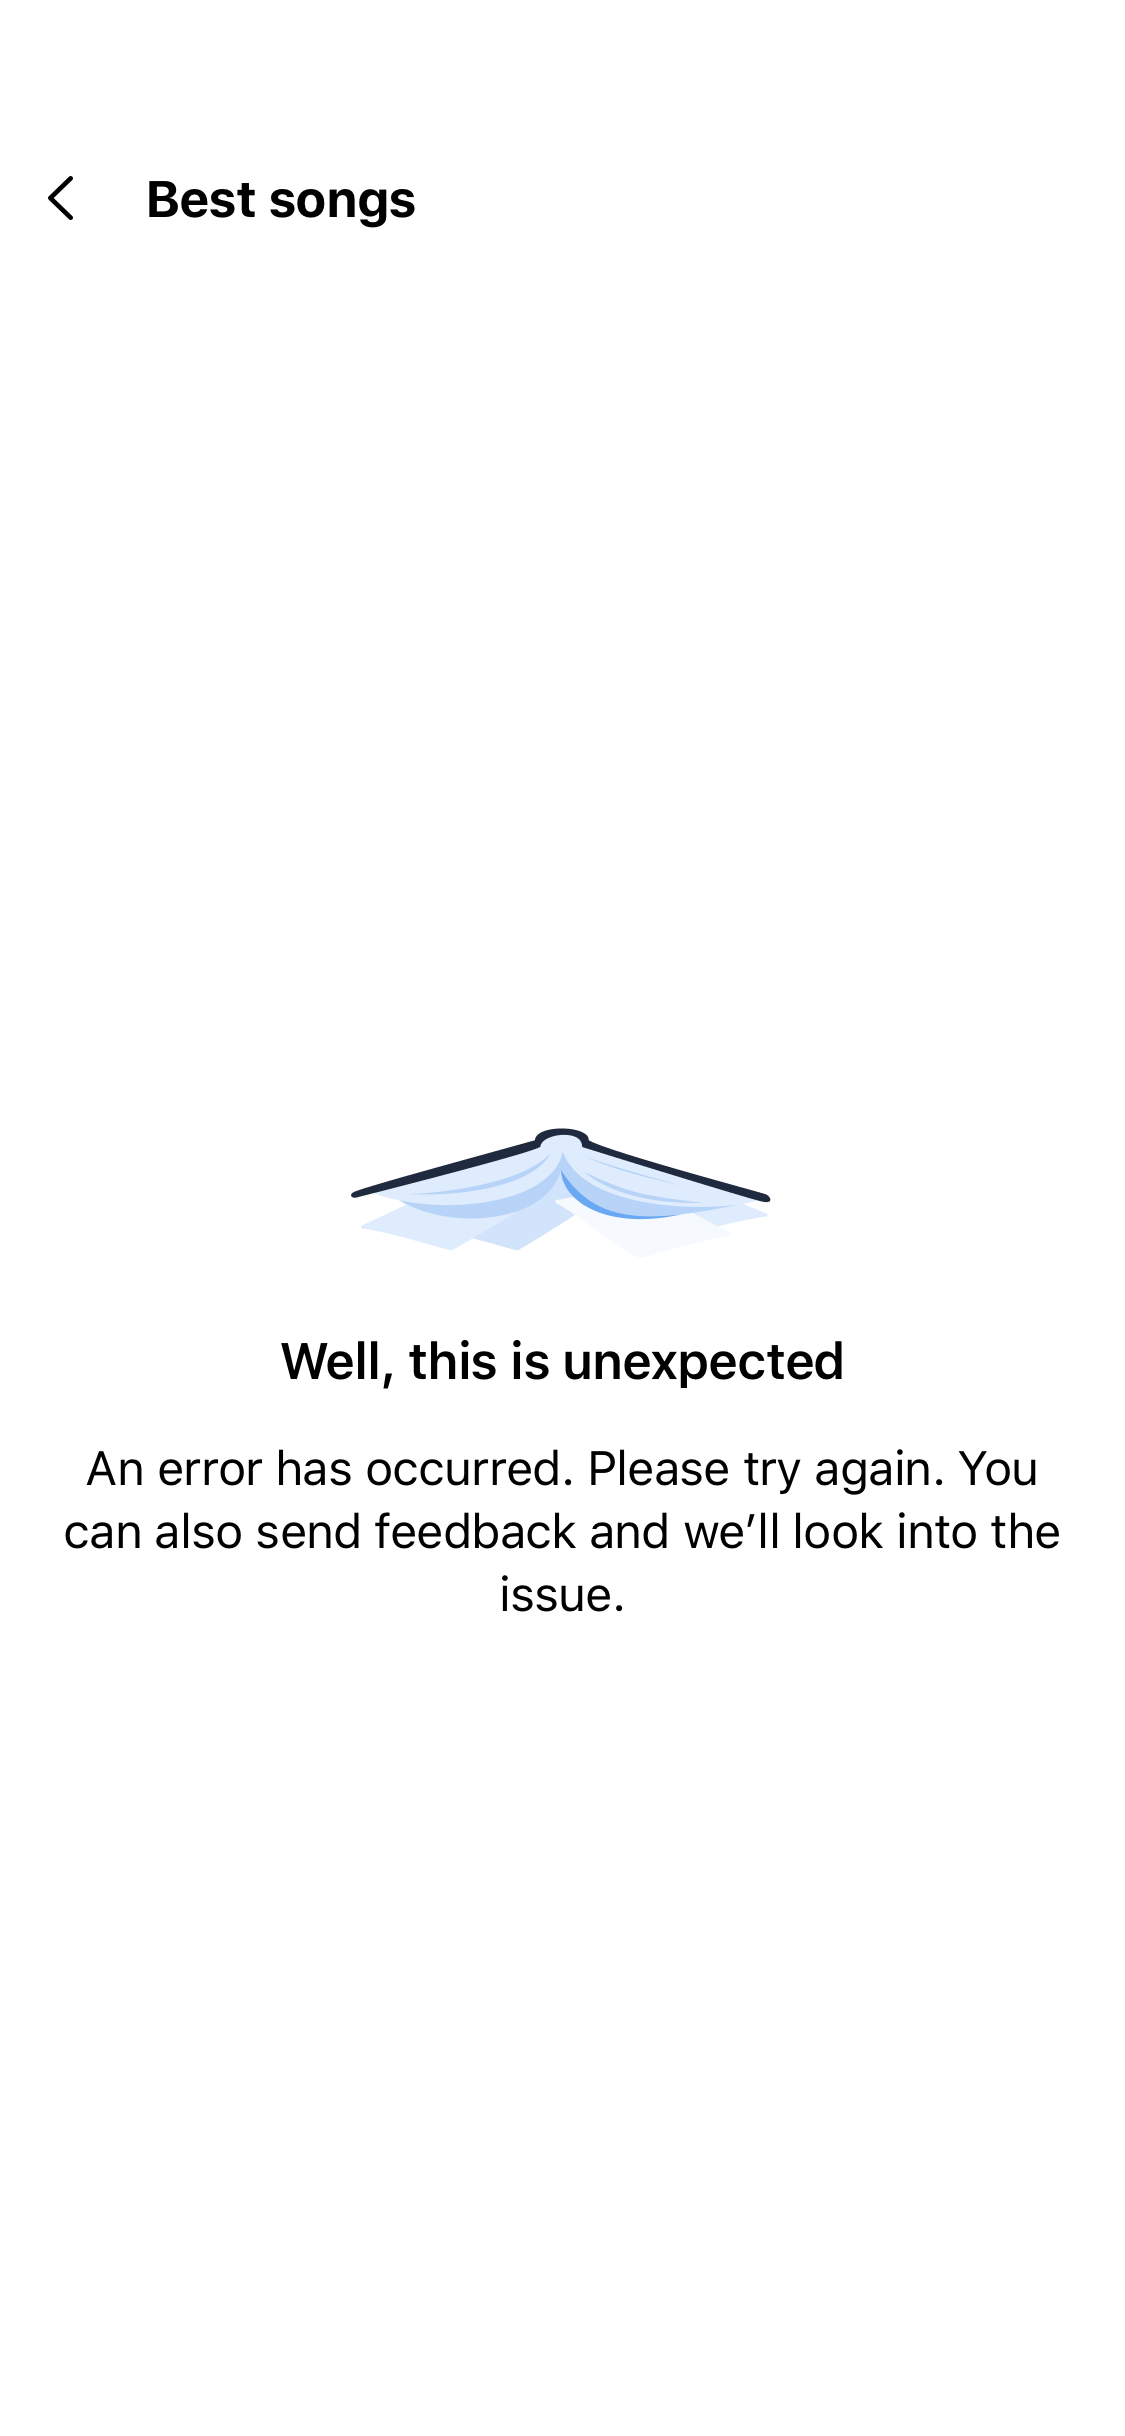 Best songs
Well, this is unexpected
An error has occurred. Please try again. You
can also send feedback and we’ll look into the
issue.